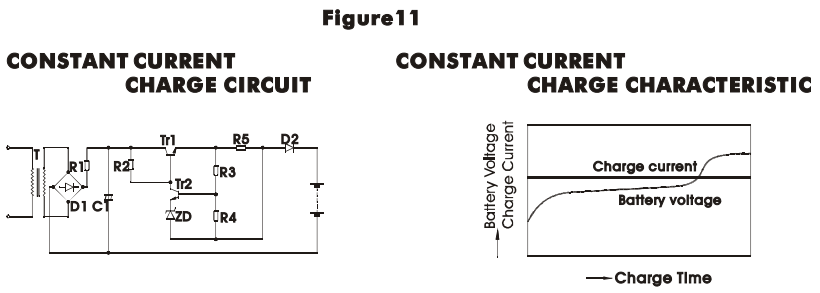 Figure11
CONSTANT CURRENT
CHARGE CIRCUIT
T
R1
D1
C1
R2
Tr1
Tr2
ZD
R3
R4
R5
D2
CONSTANT CURRENT
CHARGE CHARACTERISTIC
Battery Voltage
Charge Current
Charge current
Battery voltage
Charge Time